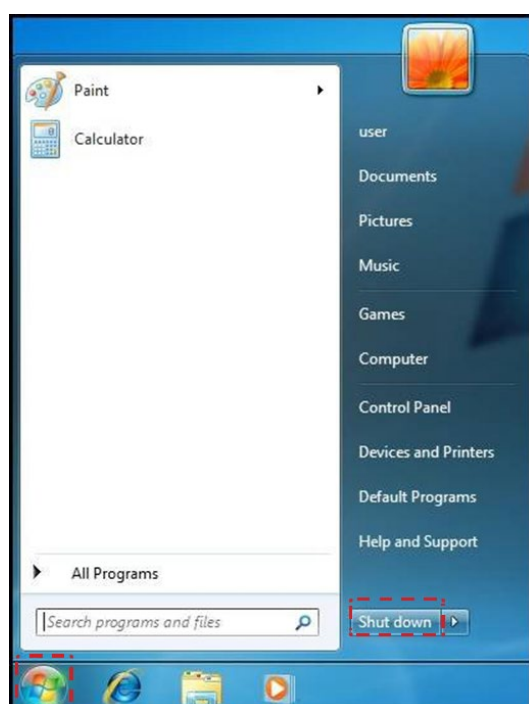 Paint
Calculator
All Programs
Search programs and files
user
Documents
Pictures
Music
Games
Computer
Control Panel
Devices and Printers
Default Programs
Help and Support
Shut down